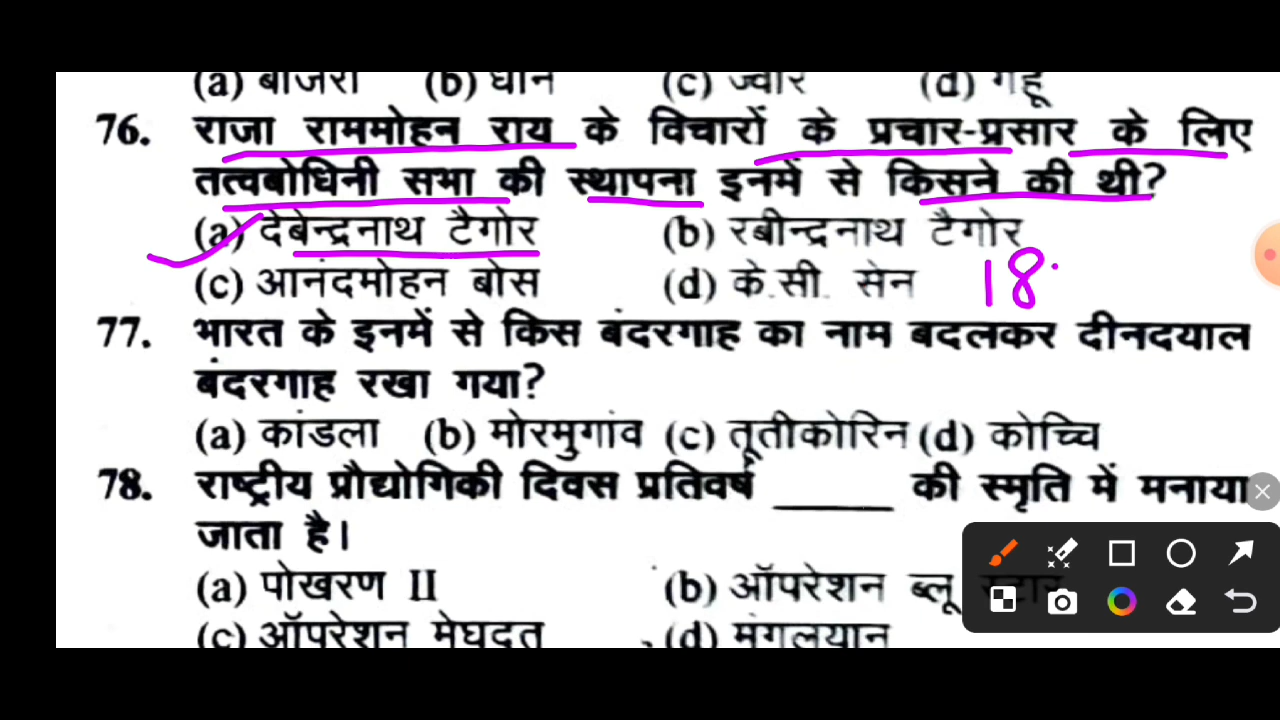 (a) बाजरा (b) धान (c) ज्वार (d) गेहूँ
76. राजा राममोहन राय के विचारों के प्रचार-प्रसार के लिए
तत्वबोधिनी सभा की स्थापना इनमें से किसने की थी?
(a) देबेन्द्रनाथ टैगोर (b) रबीन्द्रनाथ टैगोर
(c) आनंदमोहन बोस (d) के.सी. सेन 18
77. भारत के इनमें से किस बंदरगाह का नाम बदलकर दीनदयाल
बंदरगाह रखा गया?
(a) कांडला (b) मोरमुगांव (c) तूतीकोरिन (d) कोच्चि
78. राष्ट्रीय प्रौद्योगिकी दिवस प्रतिवर्ष ______ की स्मृति में मनाया
जाता है।
(a) पोखरण II (b) ऑपरेशन ब्लू स्टार
(c) ऑपरेशन मेघदूत (d) मंगलयान